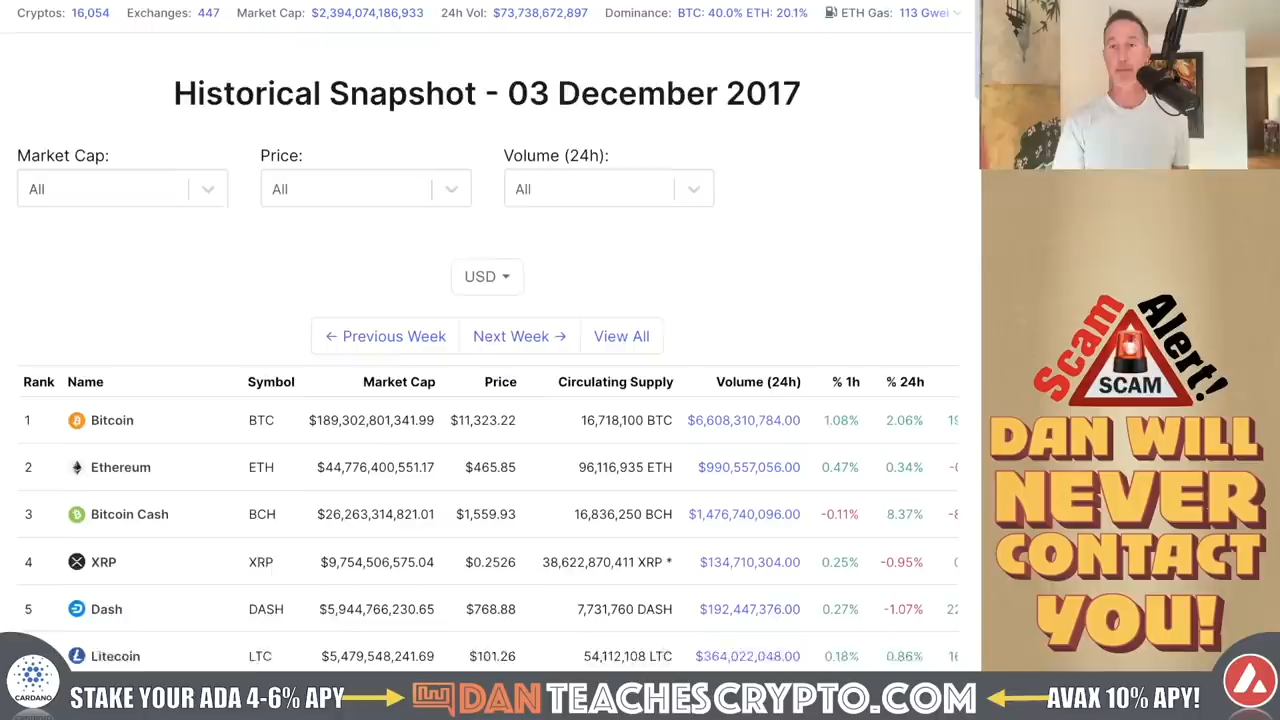 Cryptos: 16,054 Exchanges: 447 Market Cap: $2,394,074,186,933 24h Vol: $73,738,672,897 Dominance: BTC: 40.0% ETH: 20.1% ETH Gas: 113 Gwei
Historical Snapshot - 03 December 2017
Market Cap: Price: Volume (24h):
All All All
USD
← Previous Week Next Week → View All
Rank Name Symbol Market Cap Price Circulating Supply Volume (24h) % 1h % 24h
1 Bitcoin BTC $189,302,801,341.99 $11,323.22 16,718,100 BTC $6,608,310,784.00 1.08% 2.06% 19
2 Ethereum ETH $44,776,400,551.17 $465.85 96,116,935 ETH $990,557,056.00 0.47% 0.34%
3 Bitcoin Cash BCH $26,263,314,821.01 $1,559.93 16,836,250 BCH $1,476,740,096.00 -0.11% 8.37%
4 XRP XRP $9,754,506,575.04 $0.2526 38,622,870,411 XRP * $134,710,304.00 0.25% -0.95%
5 Dash DASH $5,944,766,230.65 $768.88 7,731,760 DASH $192,447,376.00 0.27% -1.07% 22
Litecoin LTC $5,479,548,241.69 $101.26 54,112,108 LTC $364,022,048.00 0.18% 0.86% 16
Scam Alert!
SCAM
DAN WILL
NEVER
CONTACT
YOU!
CARDANO
STAKE YOUR ADA 4-6% APY DANTEACHESCRYPTO.COM AVAX 10% APY!